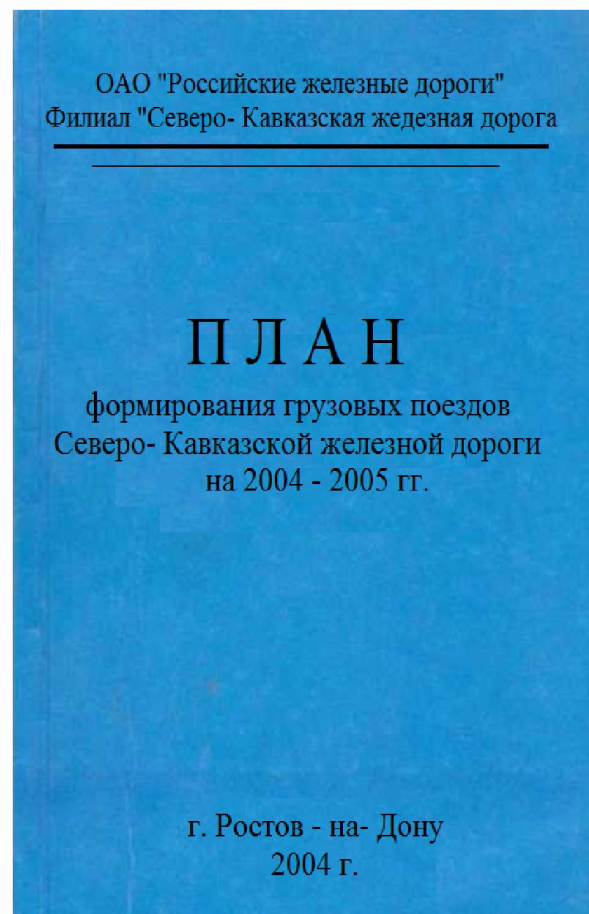 ОАО "Российские железные дороги"
Филиал "Северо- Кавказская жедезная дорога
П Л А Н
формирования грузовых поездов
Северо- Кавказской железной дороги
на 2004 - 2005 гг.
г. Ростов - на- Дону
2004 г.